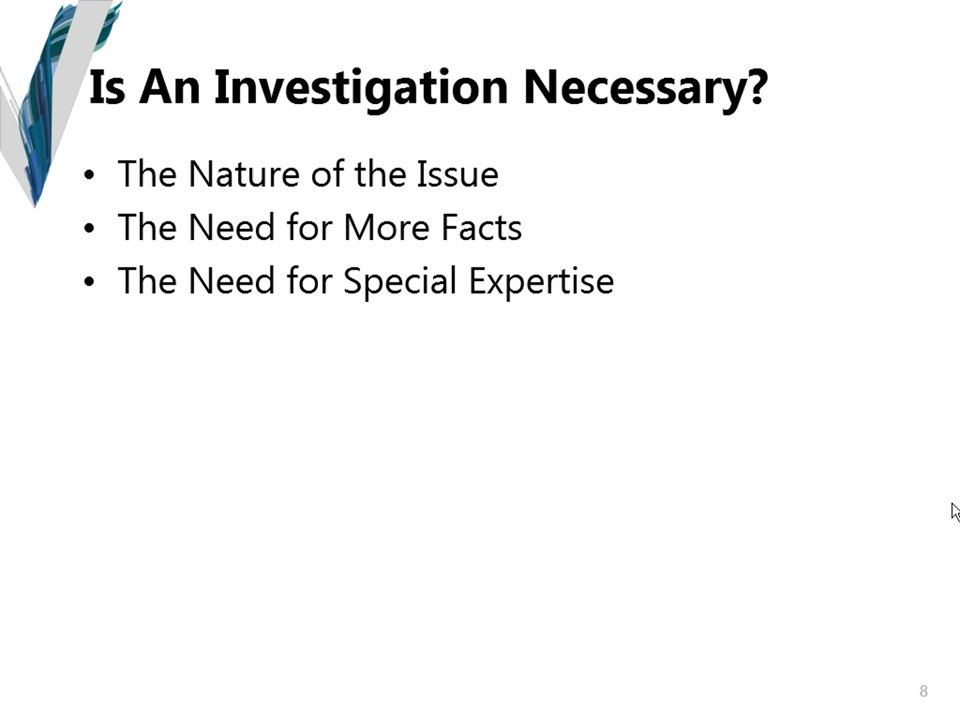 Is An Investigation Necessary?
• The Nature of the Issue
• The Need for More Facts
• The Need for Special Expertise
8